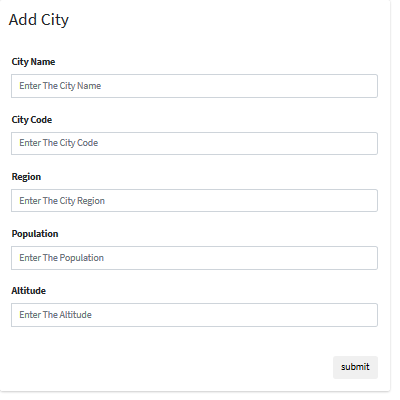 Add City
City Name
Enter The City Name
City Code
Enter The City Code
Region
Enter The City Region
Population
Enter The Population
Altitude
Enter The Altitude
submit